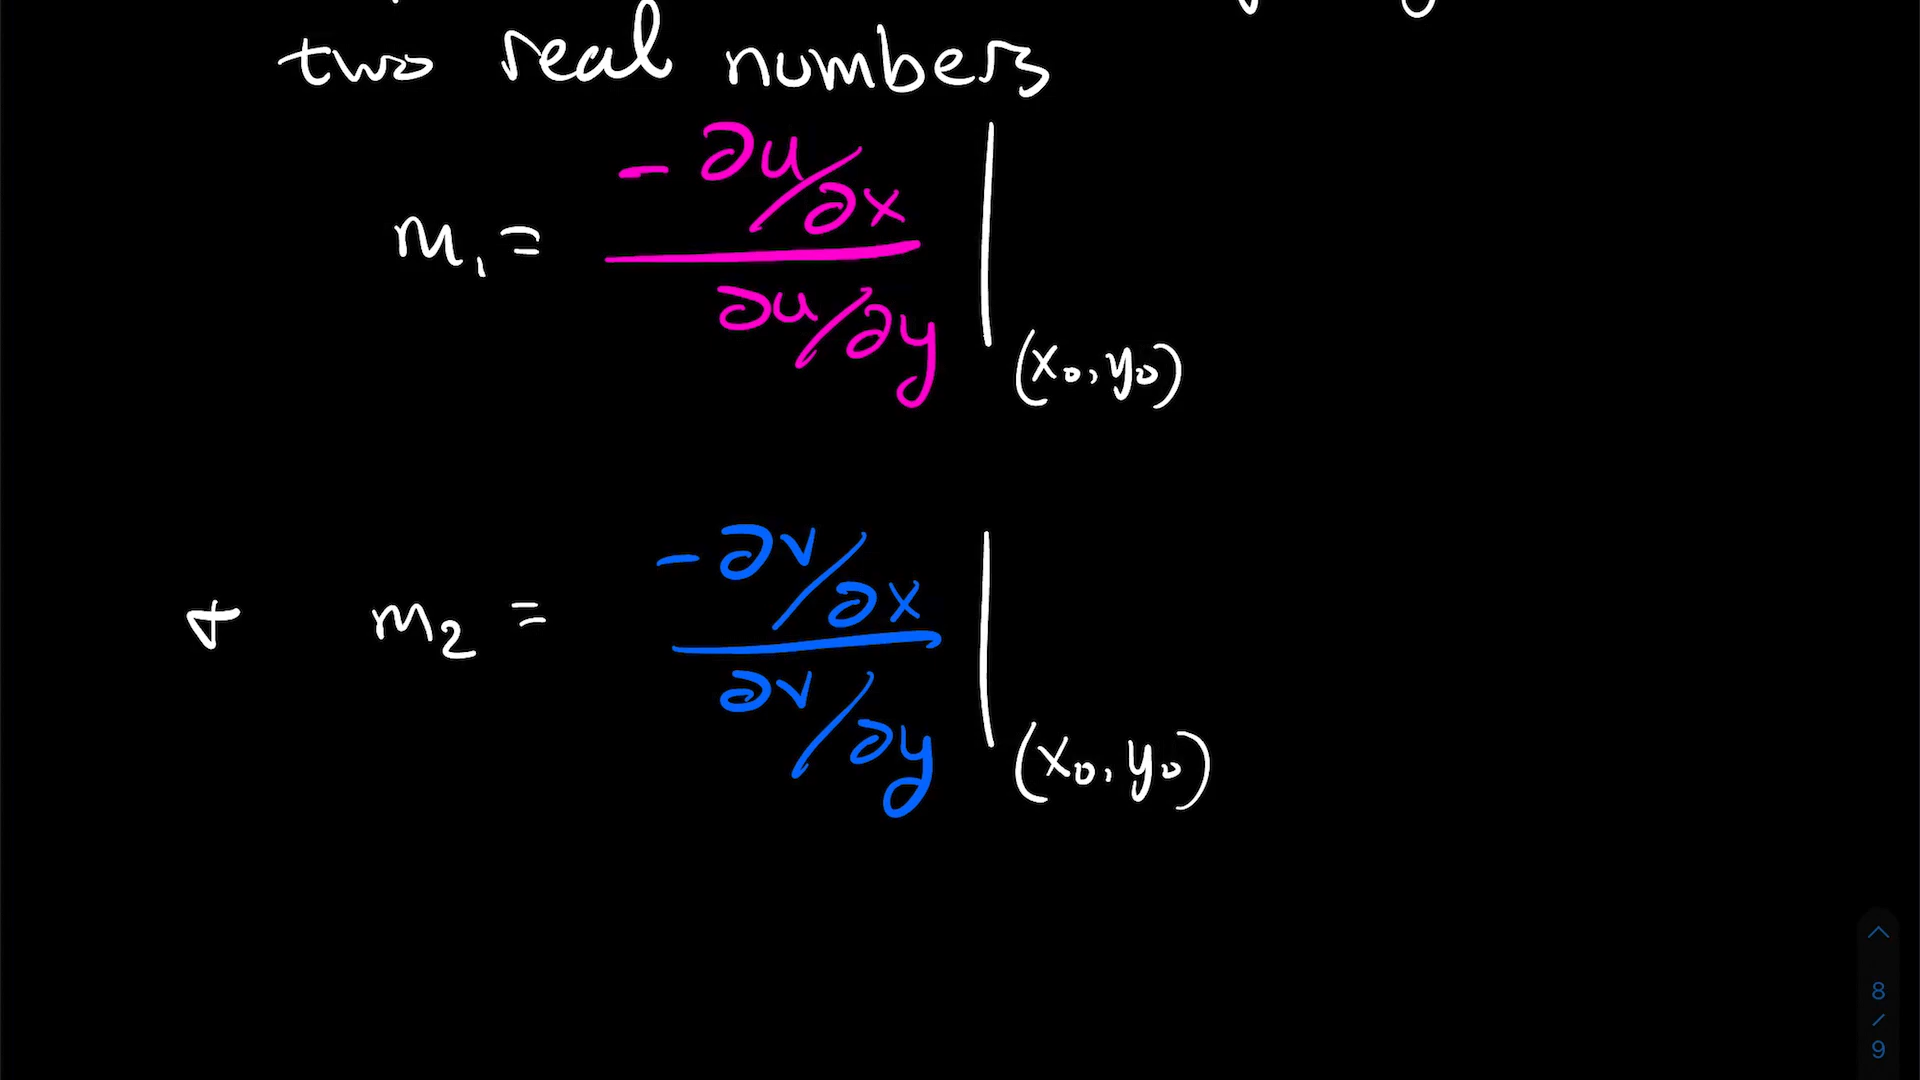 two real numbers
m₁ = -∂u/∂x / ∂u/∂y |(x₀, y₀)
& m₂ = -∂v/∂x / ∂v/∂y |(x₀, y₀)
8
/
9